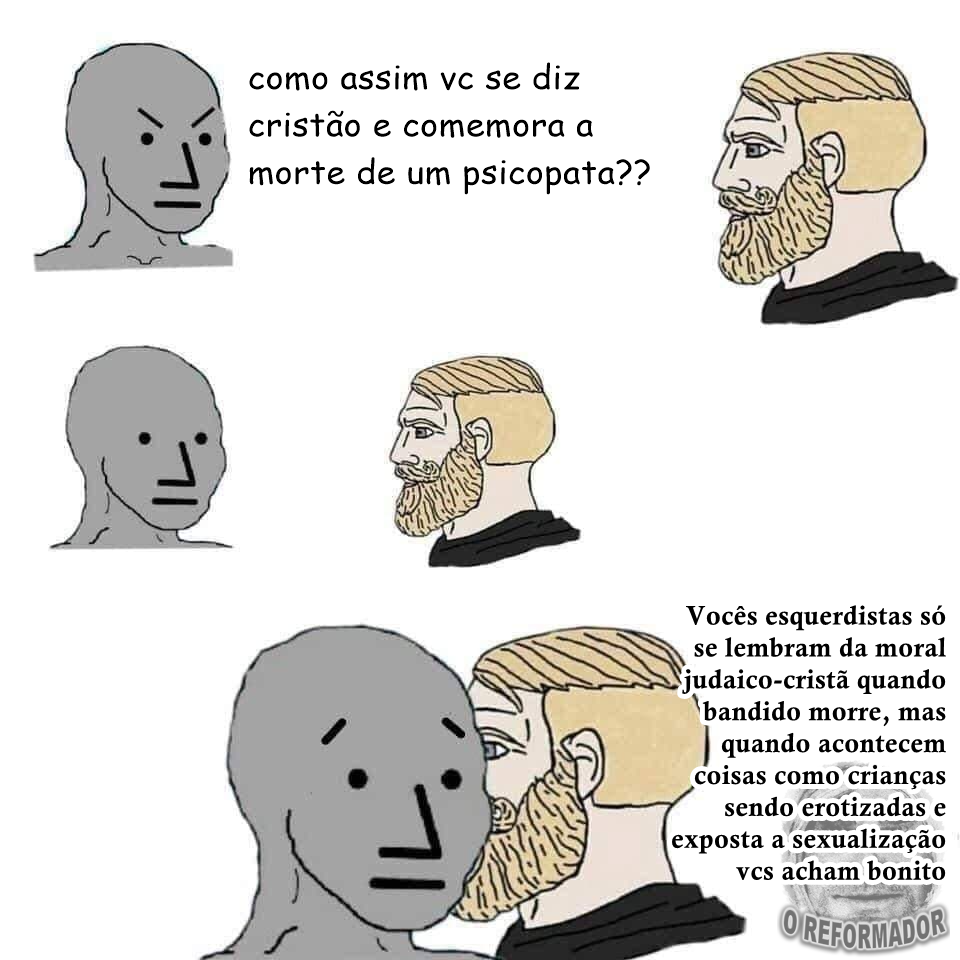 como assim vc se diz
cristão e comemora a
morte de um psicopata??
Vocês esquerdistas só
se lembram da moral
judaico-cristã quando
bandido morre, mas
quando acontecem
coisas como crianças
sendo erotizadas e
exposta a sexualização
vcs acham bonito
O REFORMADOR